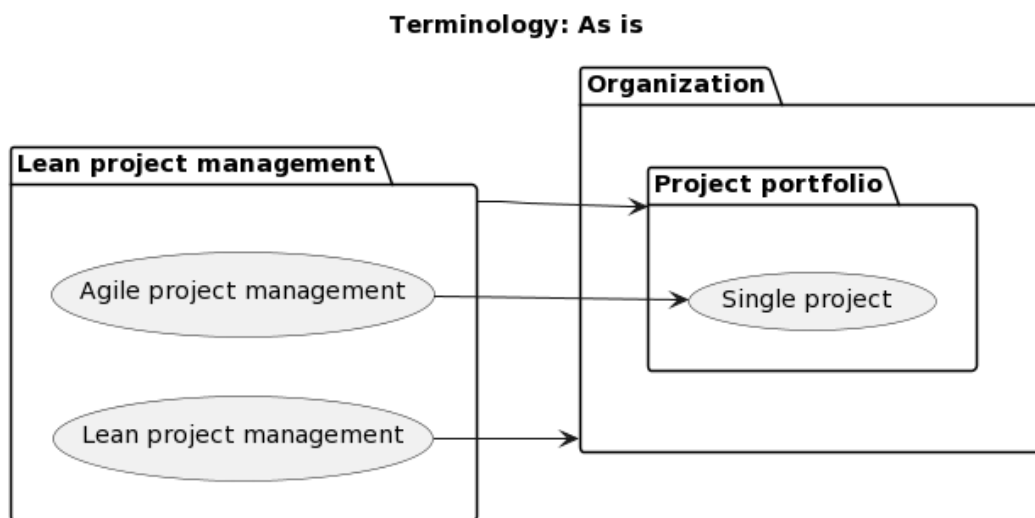 Terminology: As is
Organization
Lean project management
Project portfolio
Agile project management
Single project
Lean project management